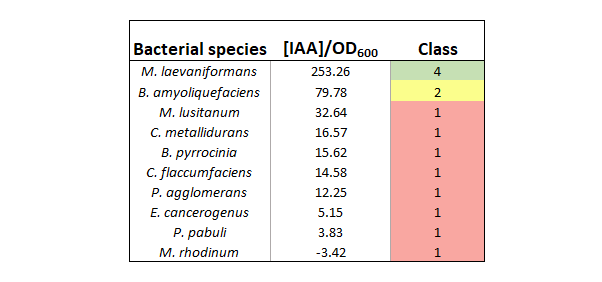 Bacterial species [IAA]/OD600 Class
M. laevaniformans 253.26 4
B. amyoliquefaciens 79.78 2
M. lusitanum 32.64 1
C. metallidurans 16.57 1
B. pyrrocinia 15.62 1
C. flaccumfaciens 14.58 1
P. agglomerans 12.25 1
E. cancerogenus 5.15 1
P. pabuli 3.83 1
M. rhodinum -3.42 1